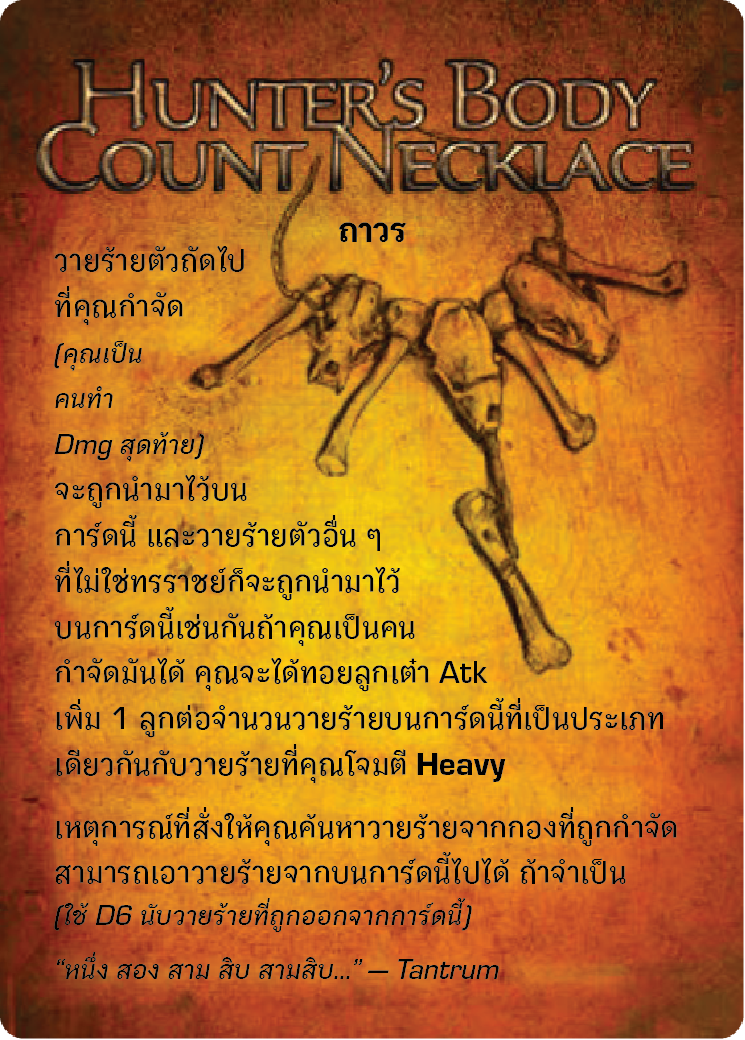 HUNTER'S BODY
COUNT NECKLACE
ถาวร
วายร้ายตัวถัดไป
ที่คุณกำจัด
(คุณเป็น
คนทำ
Dmg สุดท้าย)
จะถูกนำมาไว้บน
การ์ดนี้ และวายร้ายตัวอื่น ๆ
ที่ไม่ใช่ทรราชย์ก็จะถูกนำมาไว้
บนการ์ดนี้เช่นกันถ้าคุณเป็นคน
กำจัดมันได้ คุณจะได้ทอยลูกเต๋า Atk
เพิ่ม 1 ลูกต่อจำนวนวายร้ายบนการ์ดนี้ที่เป็นประเภท
เดียวกันกับวายร้ายที่คุณโจมตี Heavy
เหตุการณ์ที่สั่งให้คุณค้นหาวายร้ายจากกองที่ถูกกำจัด
สามารถเอาวายร้ายจากบนการ์ดนี้ไปได้ ถ้าจำเป็น
(ใช้ D6 นับวายร้ายที่ถูกออกจากการ์ดนี้)
"หนึ่ง สอง สาม สิบ สามสิบ..." — Tantrum